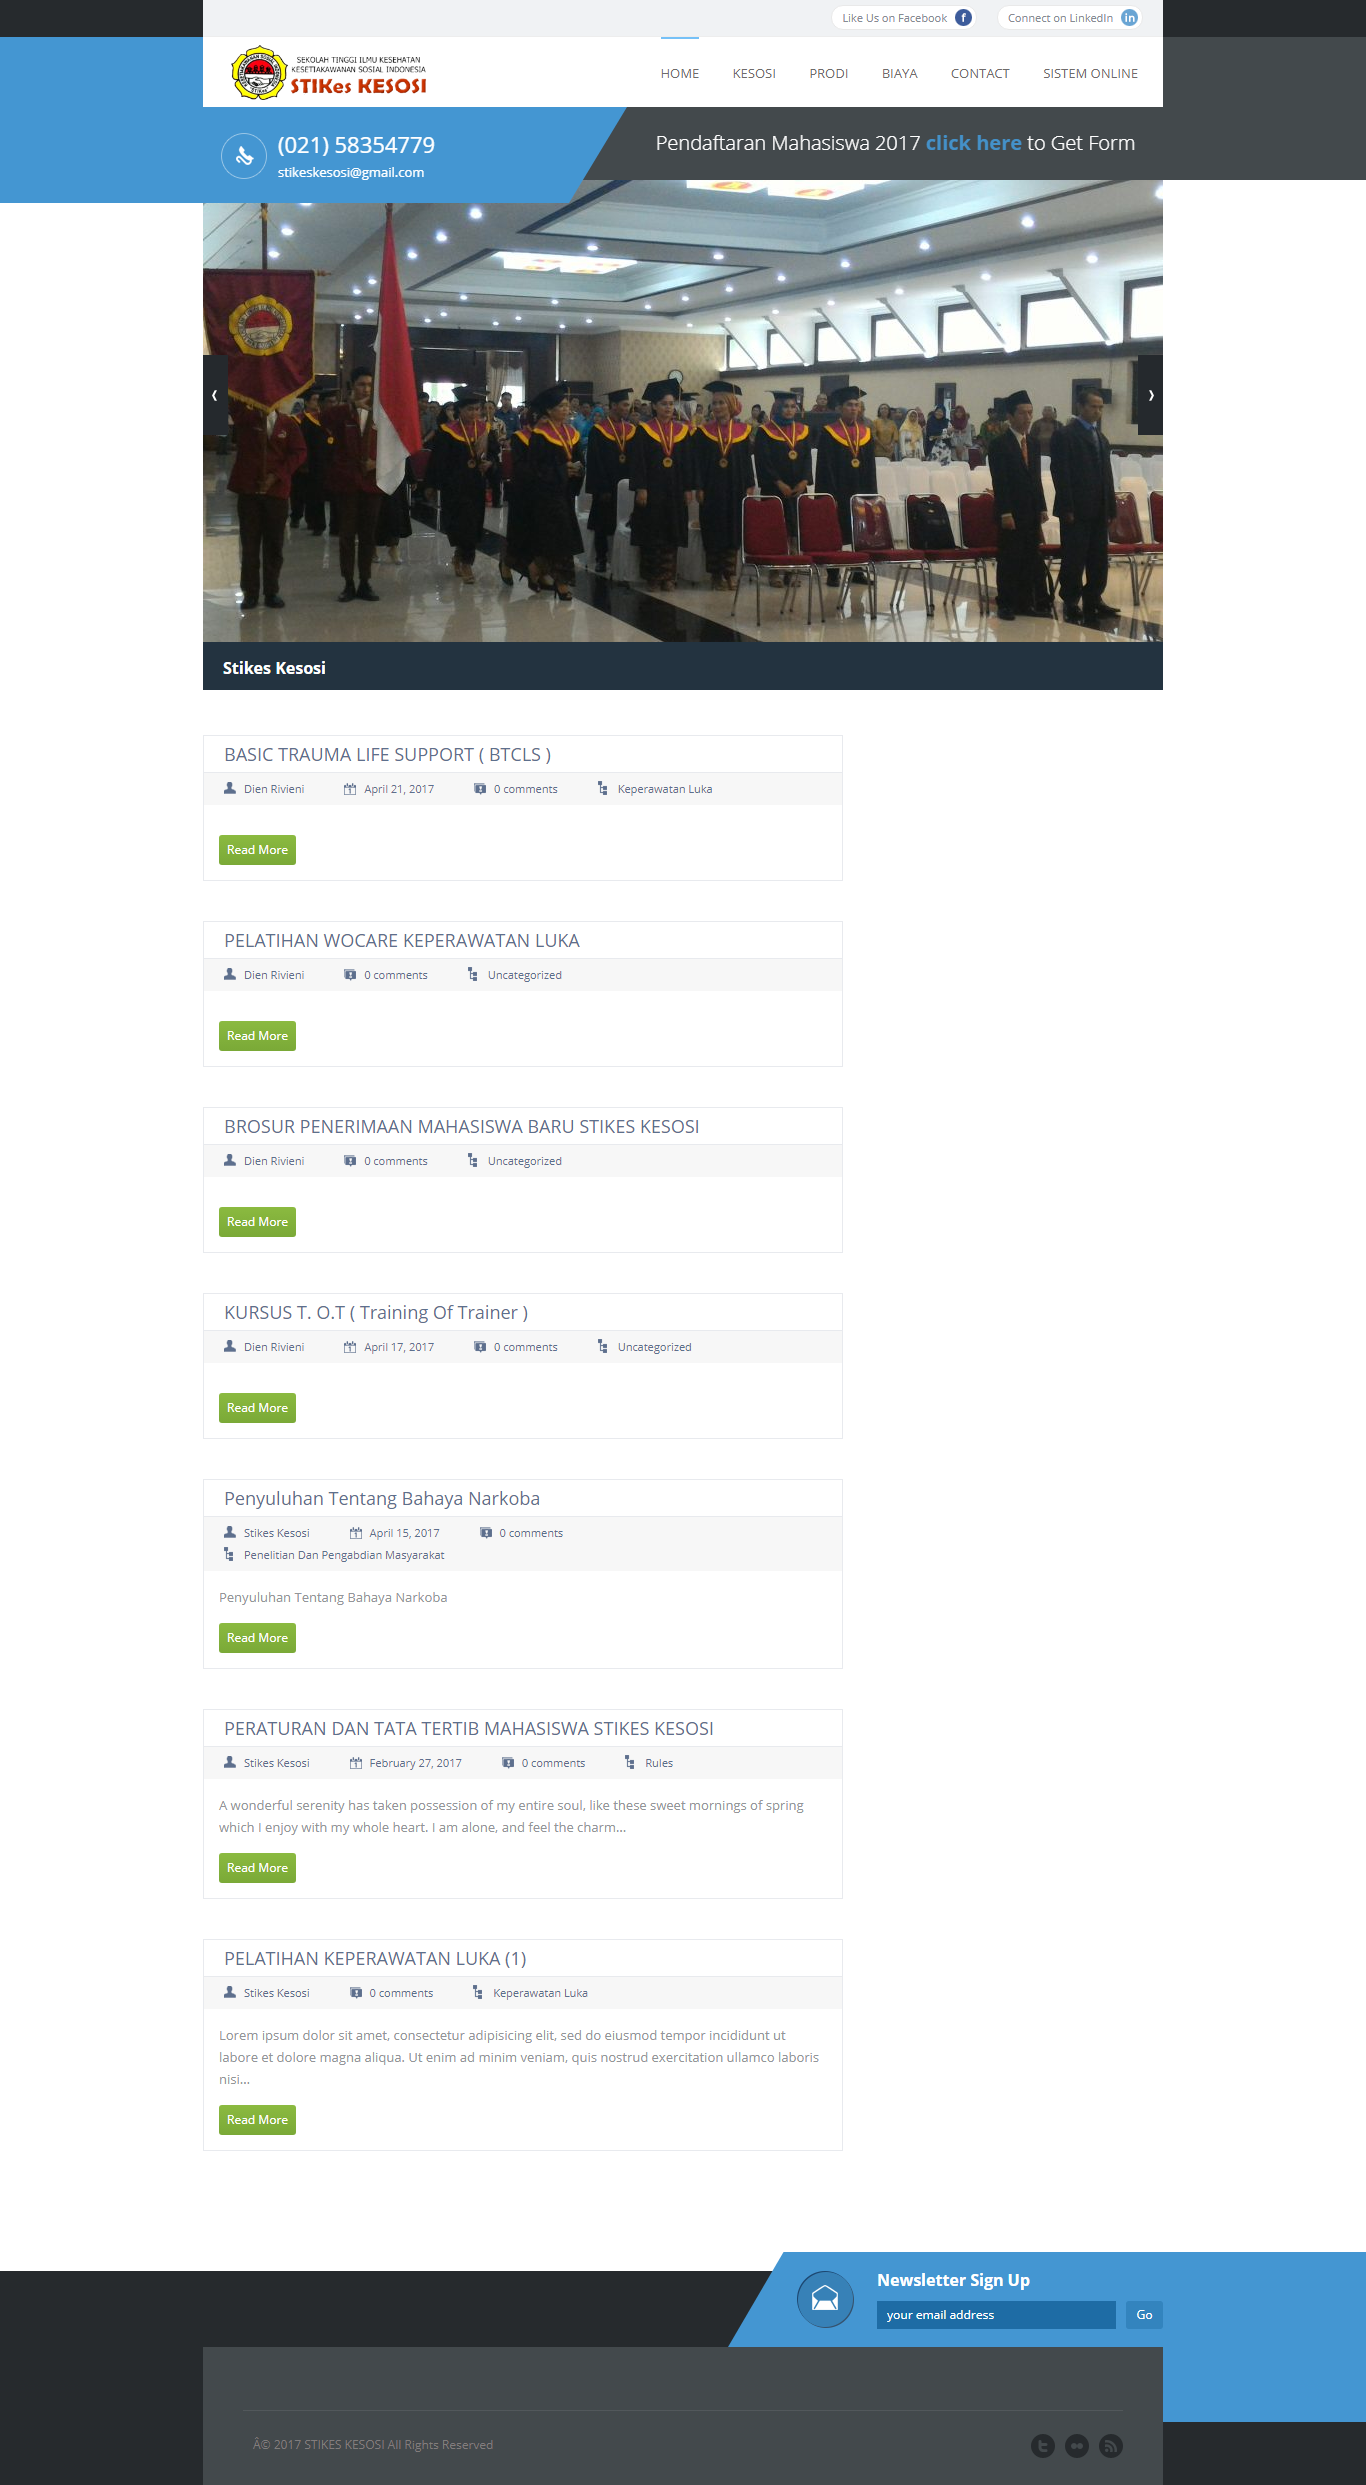 Like Us on Facebook
Connect on LinkedIn
SEKOLAH TINGGI ILMU KESEHATAN
KESETIAKAWANAN SOSIAL INDONESIA
STIKes KESOSI
HOME
KESOSI
PRODI
BIAYA
CONTACT
SISTEM ONLINE
(021) 58354779
stikeskesosi@gmail.com
Pendaftaran Mahasiswa 2017 click here to Get Form
Stikes Kesosi
BASIC TRAUMA LIFE SUPPORT ( BTCLS )
Dien Rivieni April 21, 2017 0 comments Keperawatan Luka
Read More
PELATIHAN WOCARE KEPERAWATAN LUKA
Dien Rivieni 0 comments Uncategorized
Read More
BROSUR PENERIMAAN MAHASISWA BARU STIKES KESOSI
Dien Rivieni 0 comments Uncategorized
Read More
KURSUS T. O.T ( Training Of Trainer )
Dien Rivieni April 17, 2017 0 comments Uncategorized
Read More
Penyuluhan Tentang Bahaya Narkoba
Stikes Kesosi April 15, 2017 0 comments
Penelitian Dan Pengabdian Masyarakat
Penyuluhan Tentang Bahaya Narkoba
Read More
PERATURAN DAN TATA TERTIB MAHASISWA STIKES KESOSI
Stikes Kesosi February 27, 2017 0 comments Rules
A wonderful serenity has taken possession of my entire soul, like these sweet mornings of spring
which I enjoy with my whole heart. I am alone, and feel the charm...
Read More
PELATIHAN KEPERAWATAN LUKA (1)
Stikes Kesosi 0 comments Keperawatan Luka
Lorem ipsum dolor sit amet, consectetur adipisicing elit, sed do eiusmod tempor incididunt ut
labore et dolore magna aliqua. Ut enim ad minim veniam, quis nostrud exercitation ullamco laboris
nisi...
Read More
Newsletter Sign Up
your email address
Go
Â© 2017 STIKES KESOSI All Rights Reserved